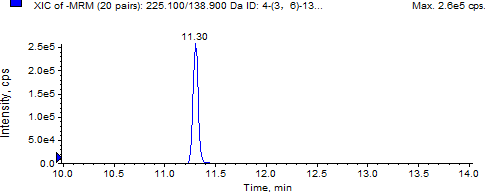 XIC of -MRM (20 pairs): 225.100/138.900 Da ID: 4-(3，6)-13... Max. 2.6e5 cps.
11.30
2.5e5
2.0e5
1.5e5
1.0e5
5.0e4
0.0
Intensity, cps
10.0 10.5 11.0 11.5 12.0 12.5 13.0 13.5 14.0
Time, min